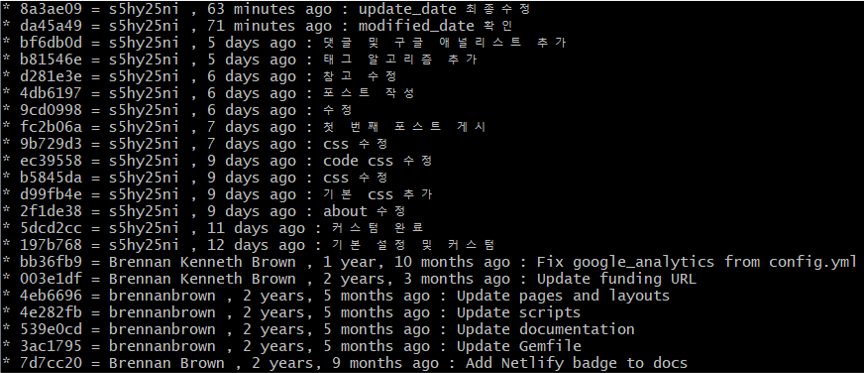 * 8a3ae09 = s5hy25ni , 63 minutes ago : update_date 최종수정
* da45a49 = s5hy25ni , 71 minutes ago : modified_date 확인
* bf6db0d = s5hy25ni , 5 days ago : 댓글 및 구글 애널리스트 추가
* b81546e = s5hy25ni , 5 days ago : 태그 알고리즘 추가
* d281e3e = s5hy25ni , 6 days ago : 참고 수정
* 4db6197 = s5hy25ni , 6 days ago : 포스트 작성
* 9cd0998 = s5hy25ni , 6 days ago : 수정
* fc2b06a = s5hy25ni , 7 days ago : 첫 번째 포스트 게시
* 9b729d3 = s5hy25ni , 7 days ago : css 수정
* ec39558 = s5hy25ni , 9 days ago : code css 수정
* b5845da = s5hy25ni , 9 days ago : css 수정
* d99fb4e = s5hy25ni , 9 days ago : 기본 css 추가
* 2f1de38 = s5hy25ni , 9 days ago : about 수정
* 5dcd2cc = s5hy25ni , 11 days ago : 커스텀 완료
* 197b768 = s5hy25ni , 12 days ago : 기본 설정 및 커스텀
* bb36fb9 = Brennan Kenneth Brown , 1 year, 10 months ago : Fix google_analytics from config.yml
* 003e1df = Brennan Kenneth Brown , 2 years, 3 months ago : Update funding URL
* 4eb6696 = brennanbrown , 2 years, 5 months ago : Update pages and layouts
* 4e282fb = brennanbrown , 2 years, 5 months ago : Update scripts
* 539e0cd = brennanbrown , 2 years, 5 months ago : Update documentation
* 3ac1795 = brennanbrown , 2 years, 5 months ago : Update Gemfile
* 7d7cc20 = Brennan Brown , 2 years, 9 months ago : Add Netlify badge to docs